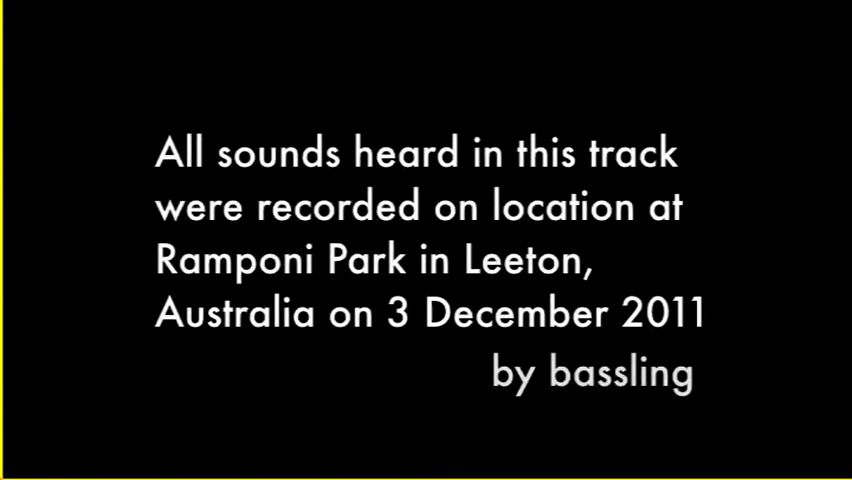 All sounds heard in this track
were recorded on location at
Ramponi Park in Leeton,
Australia on 3 December 2011
by bassling